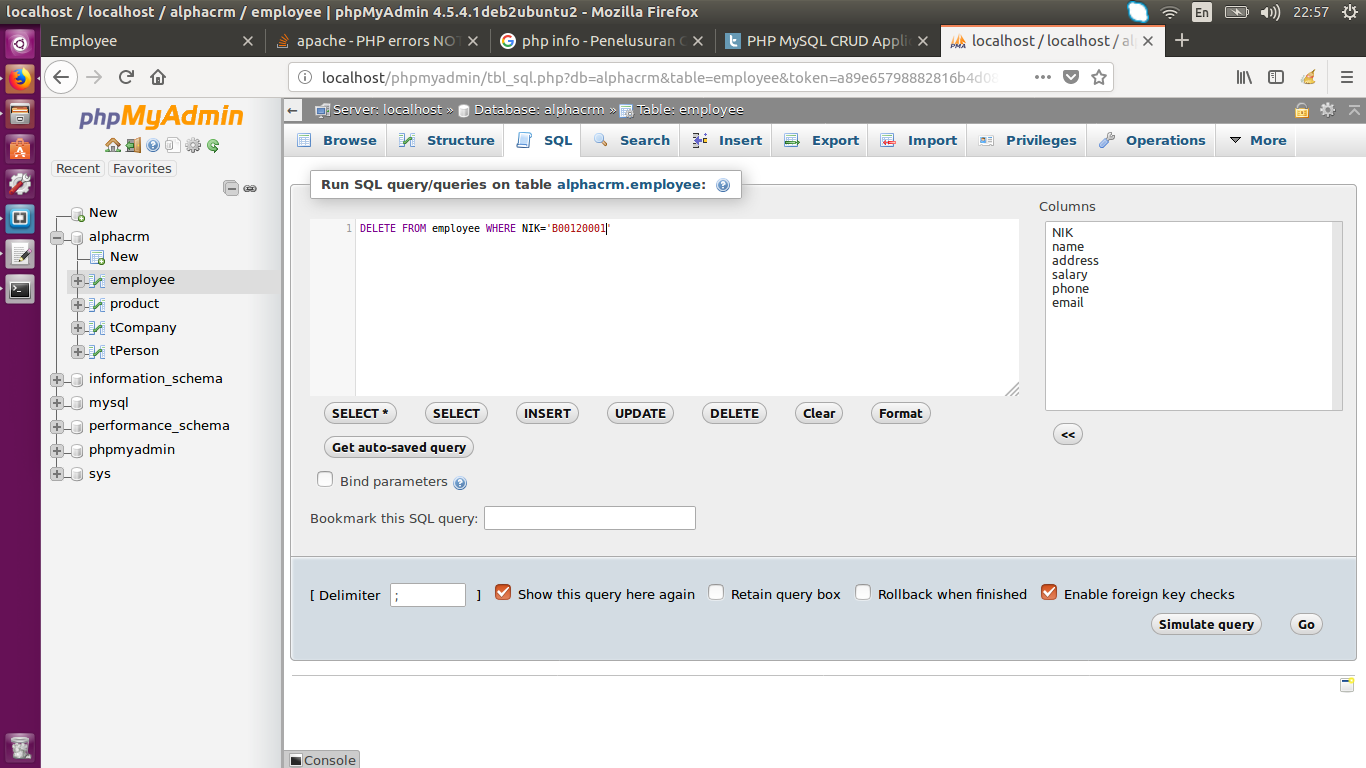 localhost / localhost / alphacrm / employee | phpMyAdmin 4.5.4.1deb2ubuntu2 - Mozilla Firefox
En
22:57
Employee
apache - PHP errors NOT
php info - Penelusuran G
PHP MySQL CRUD Applic
localhost / localhost / al
localhost/phpmyadmin/tbl_sql.php?db=alphacrm&table=employee&token=a89e65798882816b4d08
phpMyAdmin
Recent
Favorites
New
alphacrm
New
employee
product
tCompany
tPerson
information_schema
mysql
performance_schema
phpmyadmin
sys
Server: localhost » Database: alphacrm » Table: employee
Browse
Structure
SQL
Search
Insert
Export
Import
Privileges
Operations
More
Run SQL query/queries on table alphacrm.employee:
1
DELETE FROM employee WHERE NIK='B00120001'
Columns
NIK
name
address
salary
phone
email
<<
SELECT *
SELECT
INSERT
UPDATE
DELETE
Clear
Format
Get auto-saved query
Bind parameters
Bookmark this SQL query:
[ Delimiter ; ]
Show this query here again
Retain query box
Rollback when finished
Enable foreign key checks
Simulate query
Go
Console